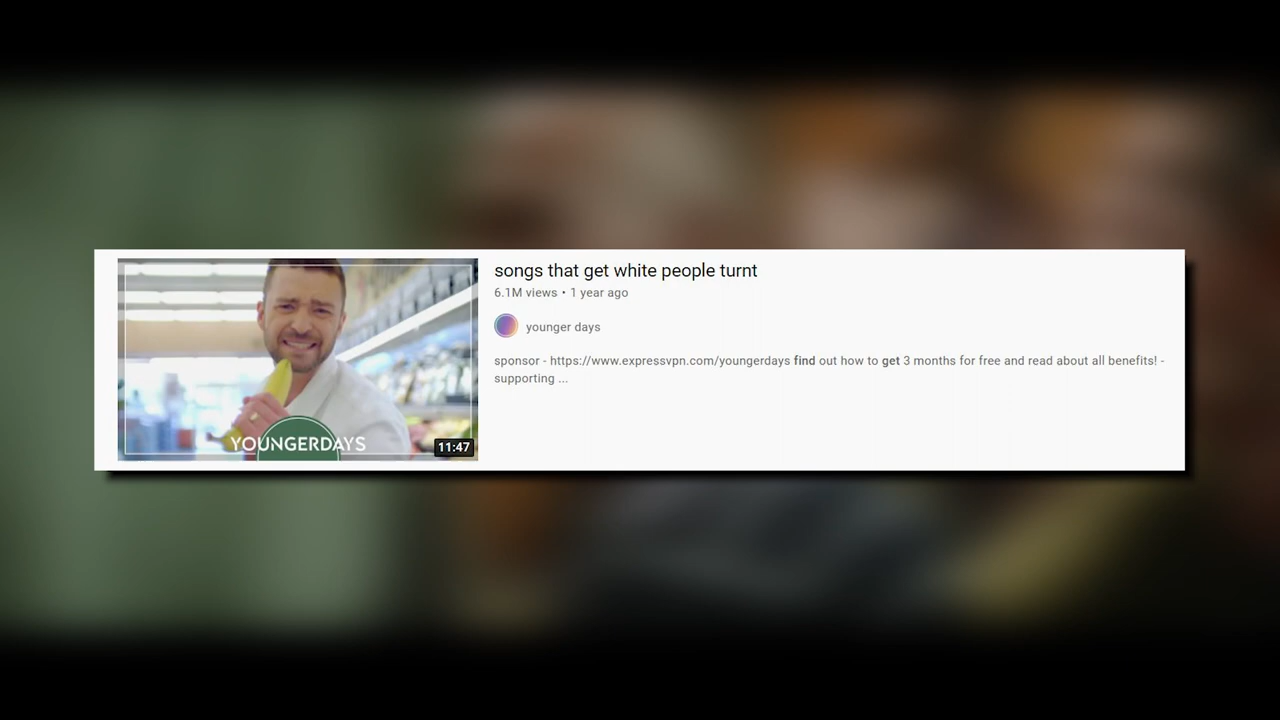 songs that get white people turnt
6.1M views • 1 year ago
younger days
sponsor - https://www.expressvpn.com/youngerdays find out how to get 3 months for free and read about all benefits! -
supporting ...
YOUNGERDAYS
11:47